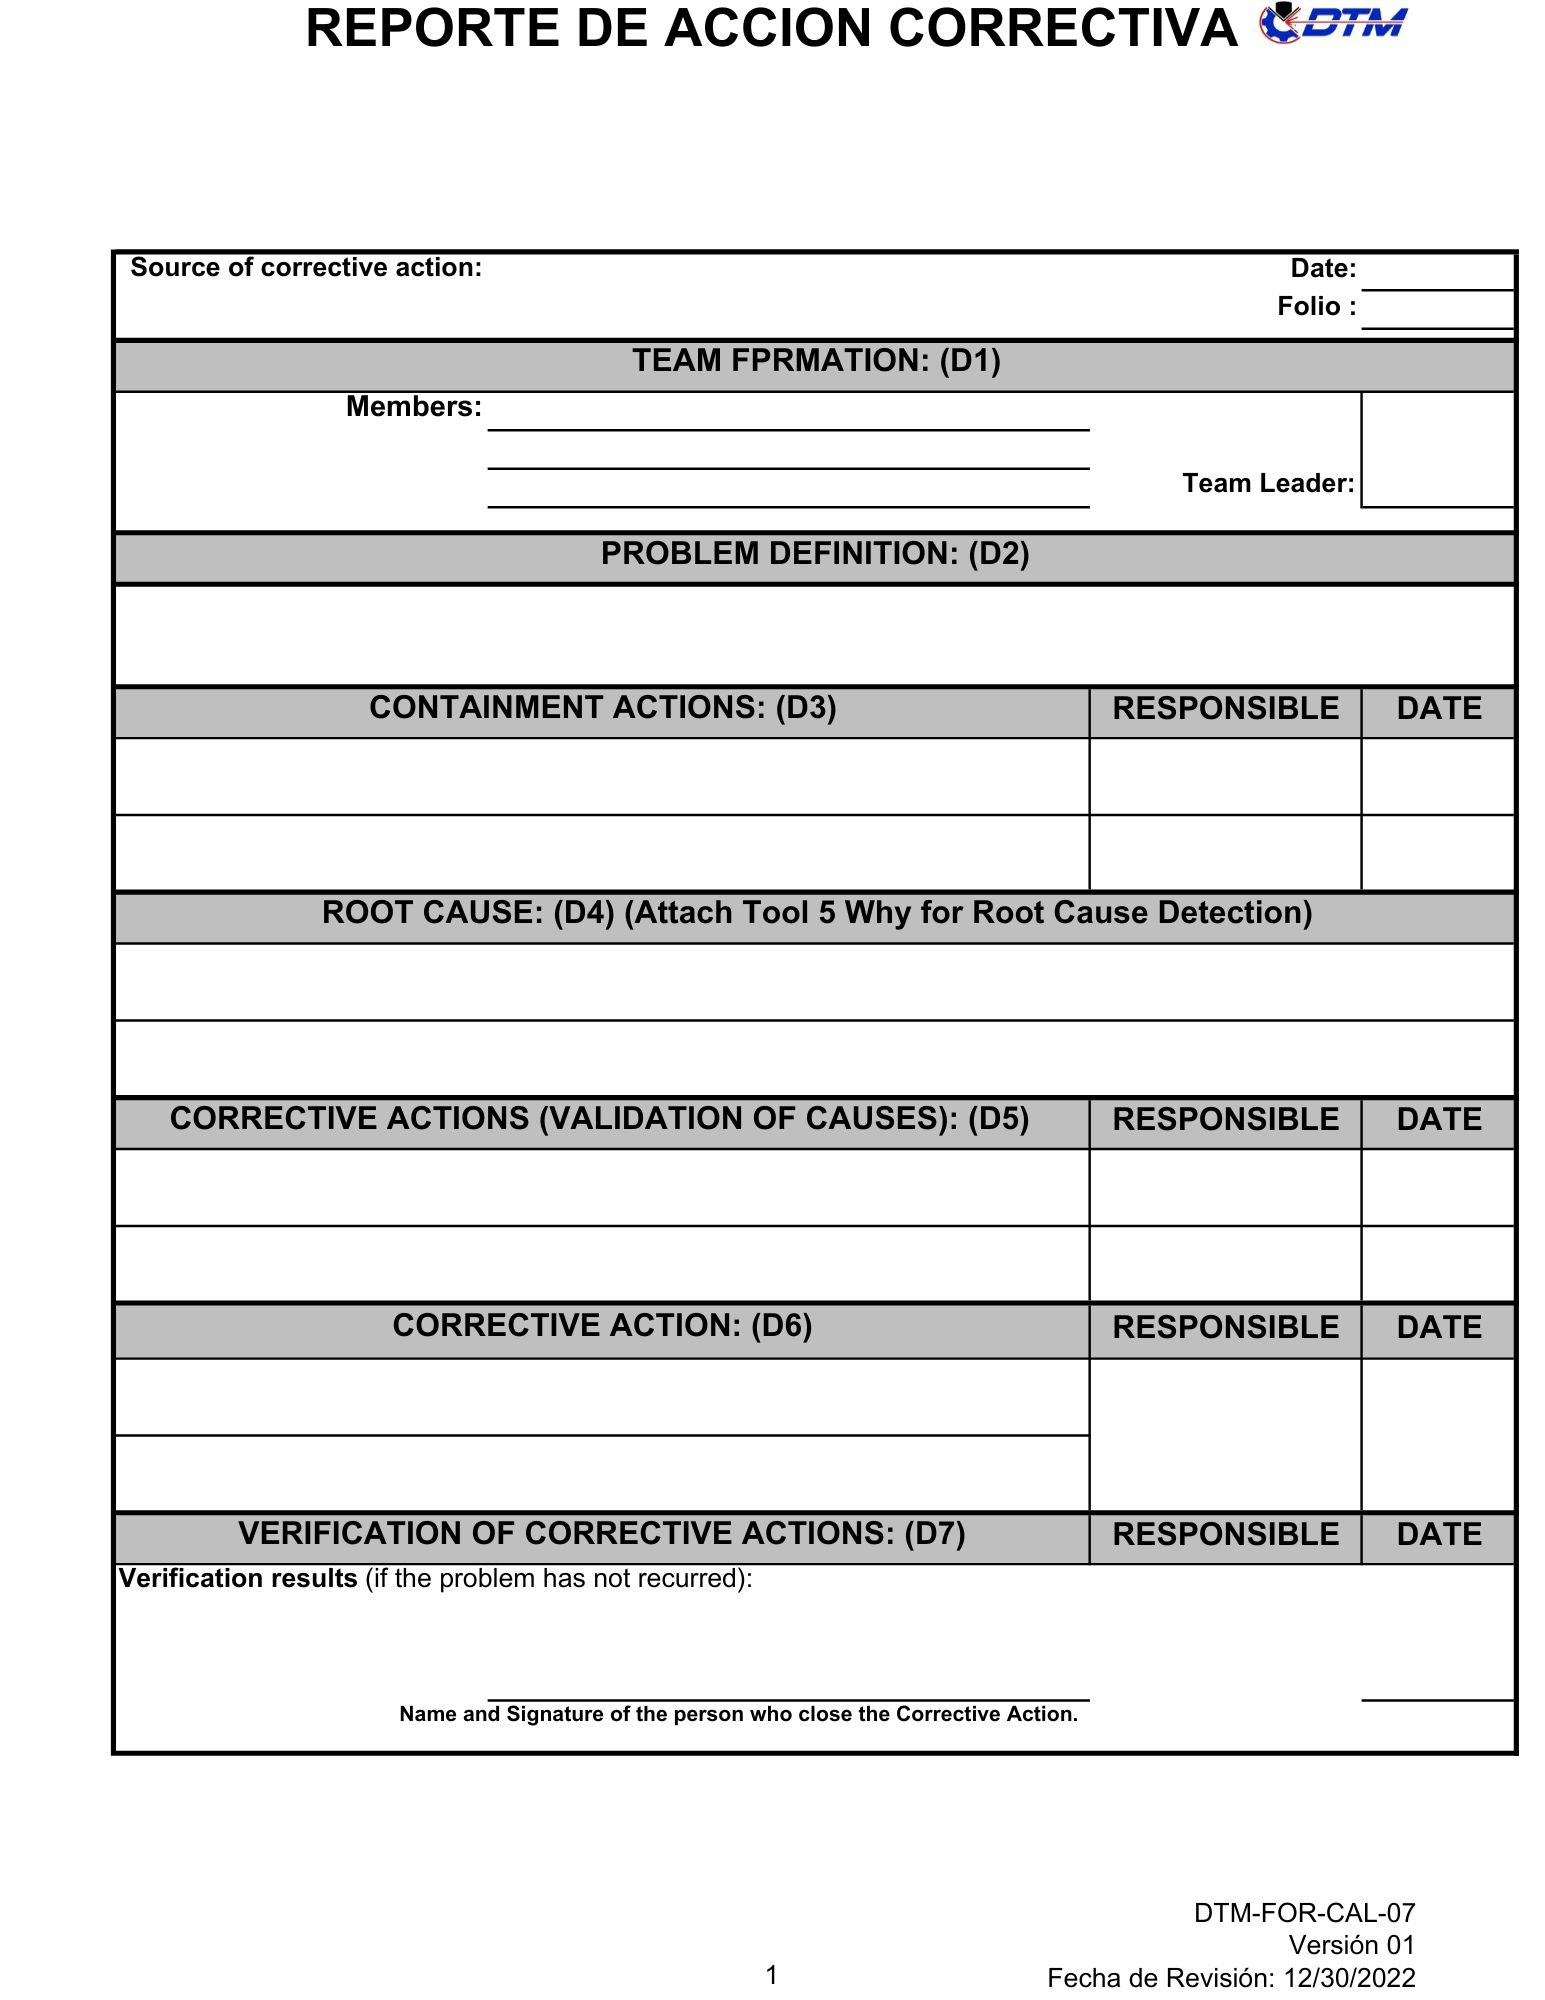 REPORTE DE ACCION CORRECTIVA DTM
Source of corrective action:
Date:
Folio :
TEAM FPRMATION: (D1)
Members:
Team Leader:
PROBLEM DEFINITION: (D2)
CONTAINMENT ACTIONS: (D3) RESPONSIBLE DATE
ROOT CAUSE: (D4) (Attach Tool 5 Why for Root Cause Detection)
CORRECTIVE ACTIONS (VALIDATION OF CAUSES): (D5) RESPONSIBLE DATE
CORRECTIVE ACTION: (D6) RESPONSIBLE DATE
VERIFICATION OF CORRECTIVE ACTIONS: (D7) RESPONSIBLE DATE
Verification results (if the problem has not recurred):
Name and Signature of the person who close the Corrective Action.
DTM-FOR-CAL-07
Versión 01
1 Fecha de Revisión: 12/30/2022